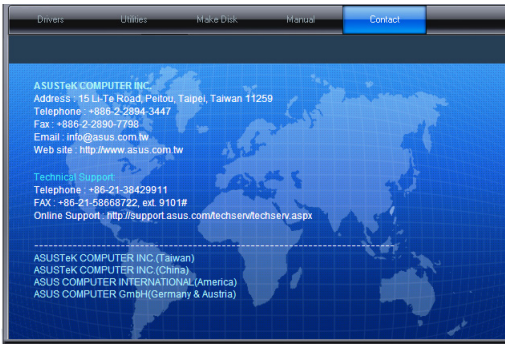 Drivers Utilities Make Disk Manual Contact
ASUSTeK COMPUTER INC.
Address : 15 Li-Te Road, Peitou, Taipei, Taiwan 11259
Telephone : +886-2-2894-3447
Fax : +886-2-2890-7798
Email : info@asus.com.tw
Web site : http://www.asus.com.tw
Technical Support
Telephone : +86-21-38429911
FAX : +86-21-58668722, ext. 9101#
Online Support : http://support.asus.com/techserv/techserv.aspx
ASUSTeK COMPUTER INC.(Taiwan)
ASUSTeK COMPUTER INC.(China)
ASUS COMPUTER INTERNATIONAL(America)
ASUS COMPUTER GmbH(Germany & Austria)